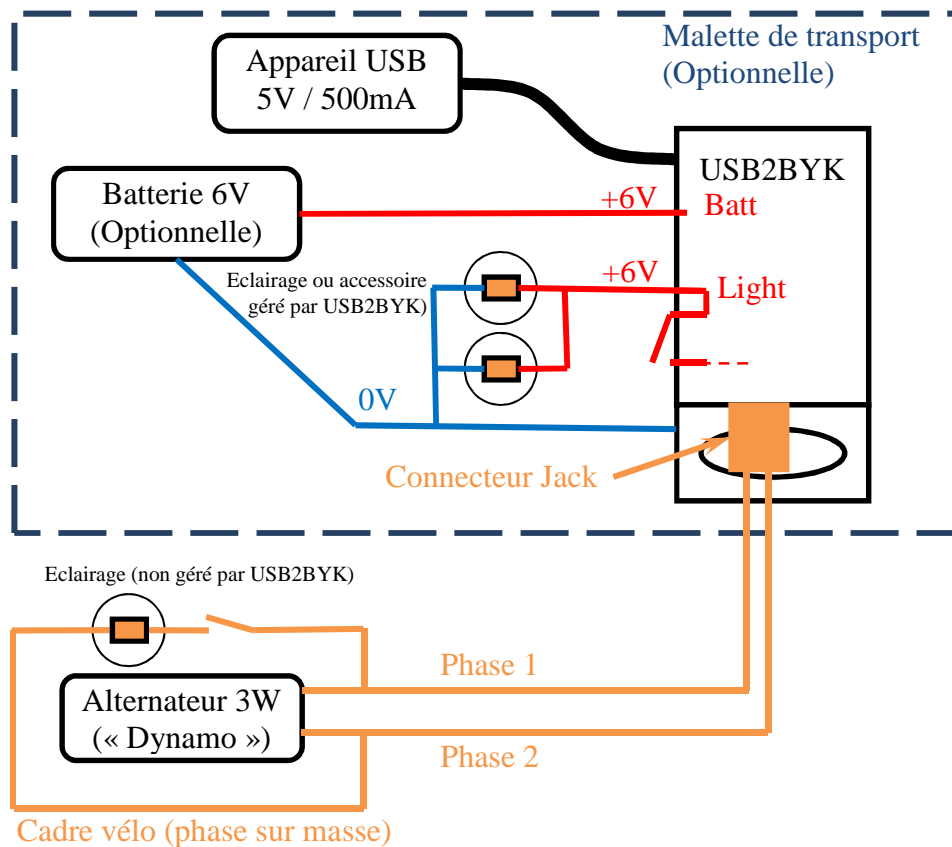 Malette de transport
(Optionnelle)
Appareil USB
5V / 500mA
USB2BYK
Batterie 6V
(Optionnelle)
+6V
Batt
Eclairage ou accessoire
géré par USB2BYK)
+6V
Light
0V
Connecteur Jack
Eclairage (non géré par USB2BYK)
Phase 1
Alternateur 3W
(« Dynamo »)
Phase 2
Cadre vélo (phase sur masse)